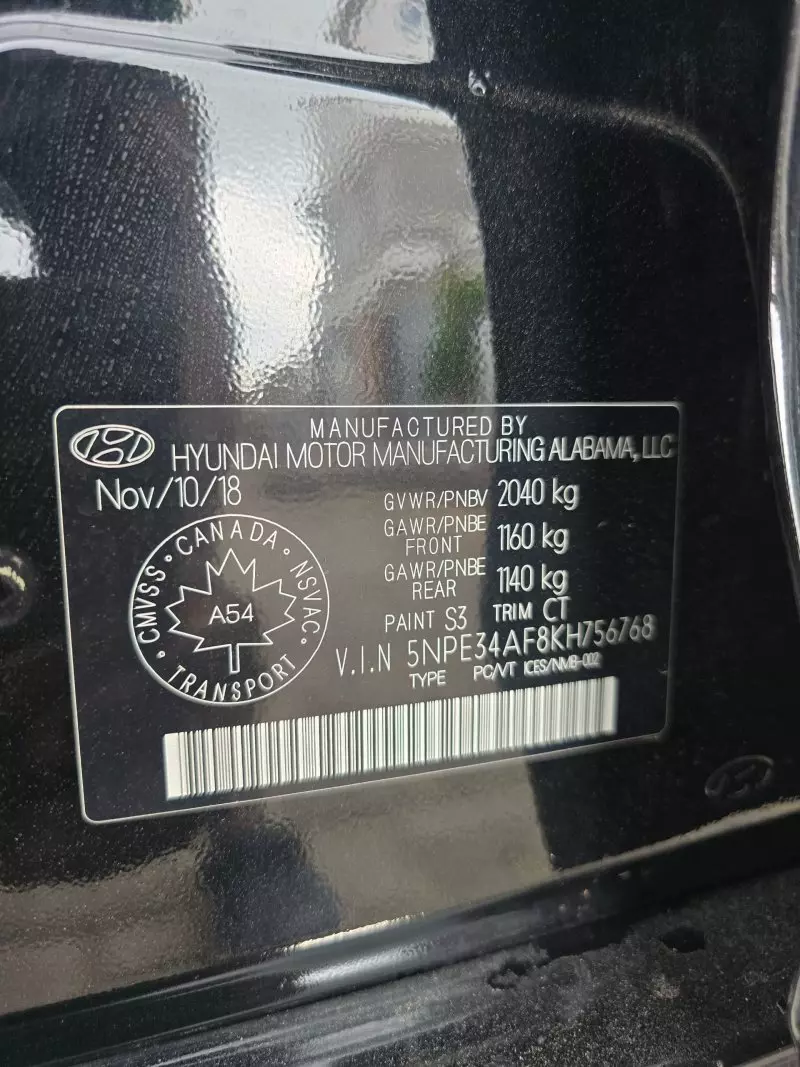 MANUFACTURED BY
HYUNDAI MOTOR MANUFACTURING ALABAMA, LLC
Nov/10/18
GVWR/PNBV 2040 kg
GAWR/PNBE FRONT 1160 kg
GAWR/PNBE REAR 1140 kg
PAINT S3 TRIM CT
V.I.N 5NPE34AF8KH756768
TYPE PC/VT ICES/NMB-002
CMVSS • CANADA • NSVAC
A54
• TRANSPORT •